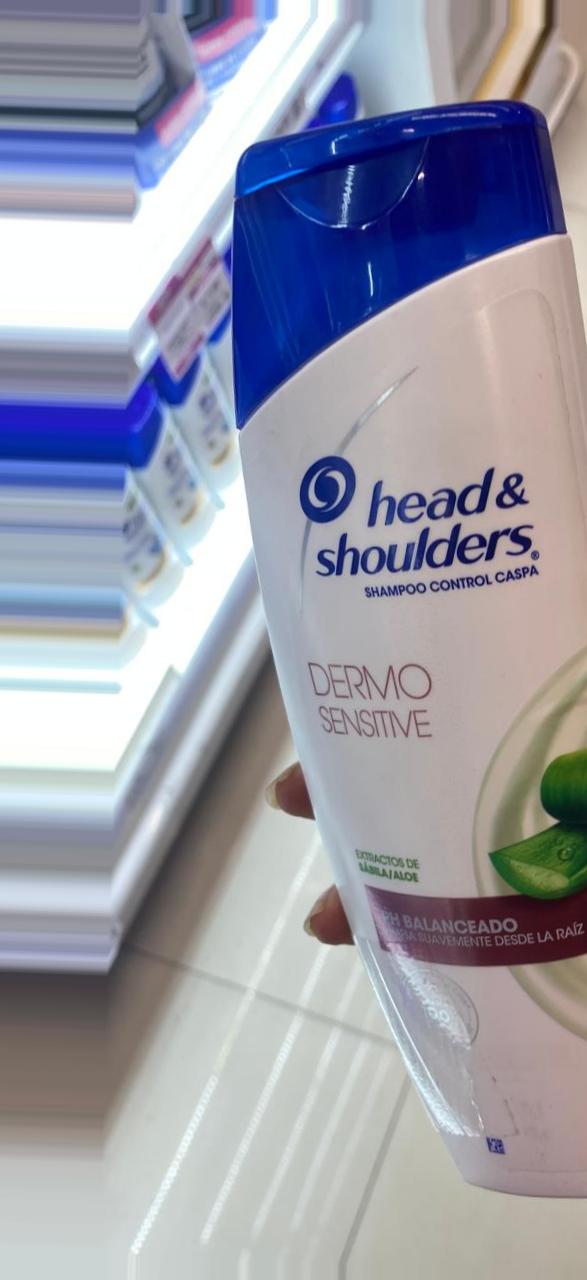 head &
shoulders®
SHAMPOO CONTROL CASPA
DERMO
SENSITIVE
EXTRACTOS DE
SÁBILA/ALOE
PH BALANCEADO
SUAVEMENTE DESDE LA RAÍZ